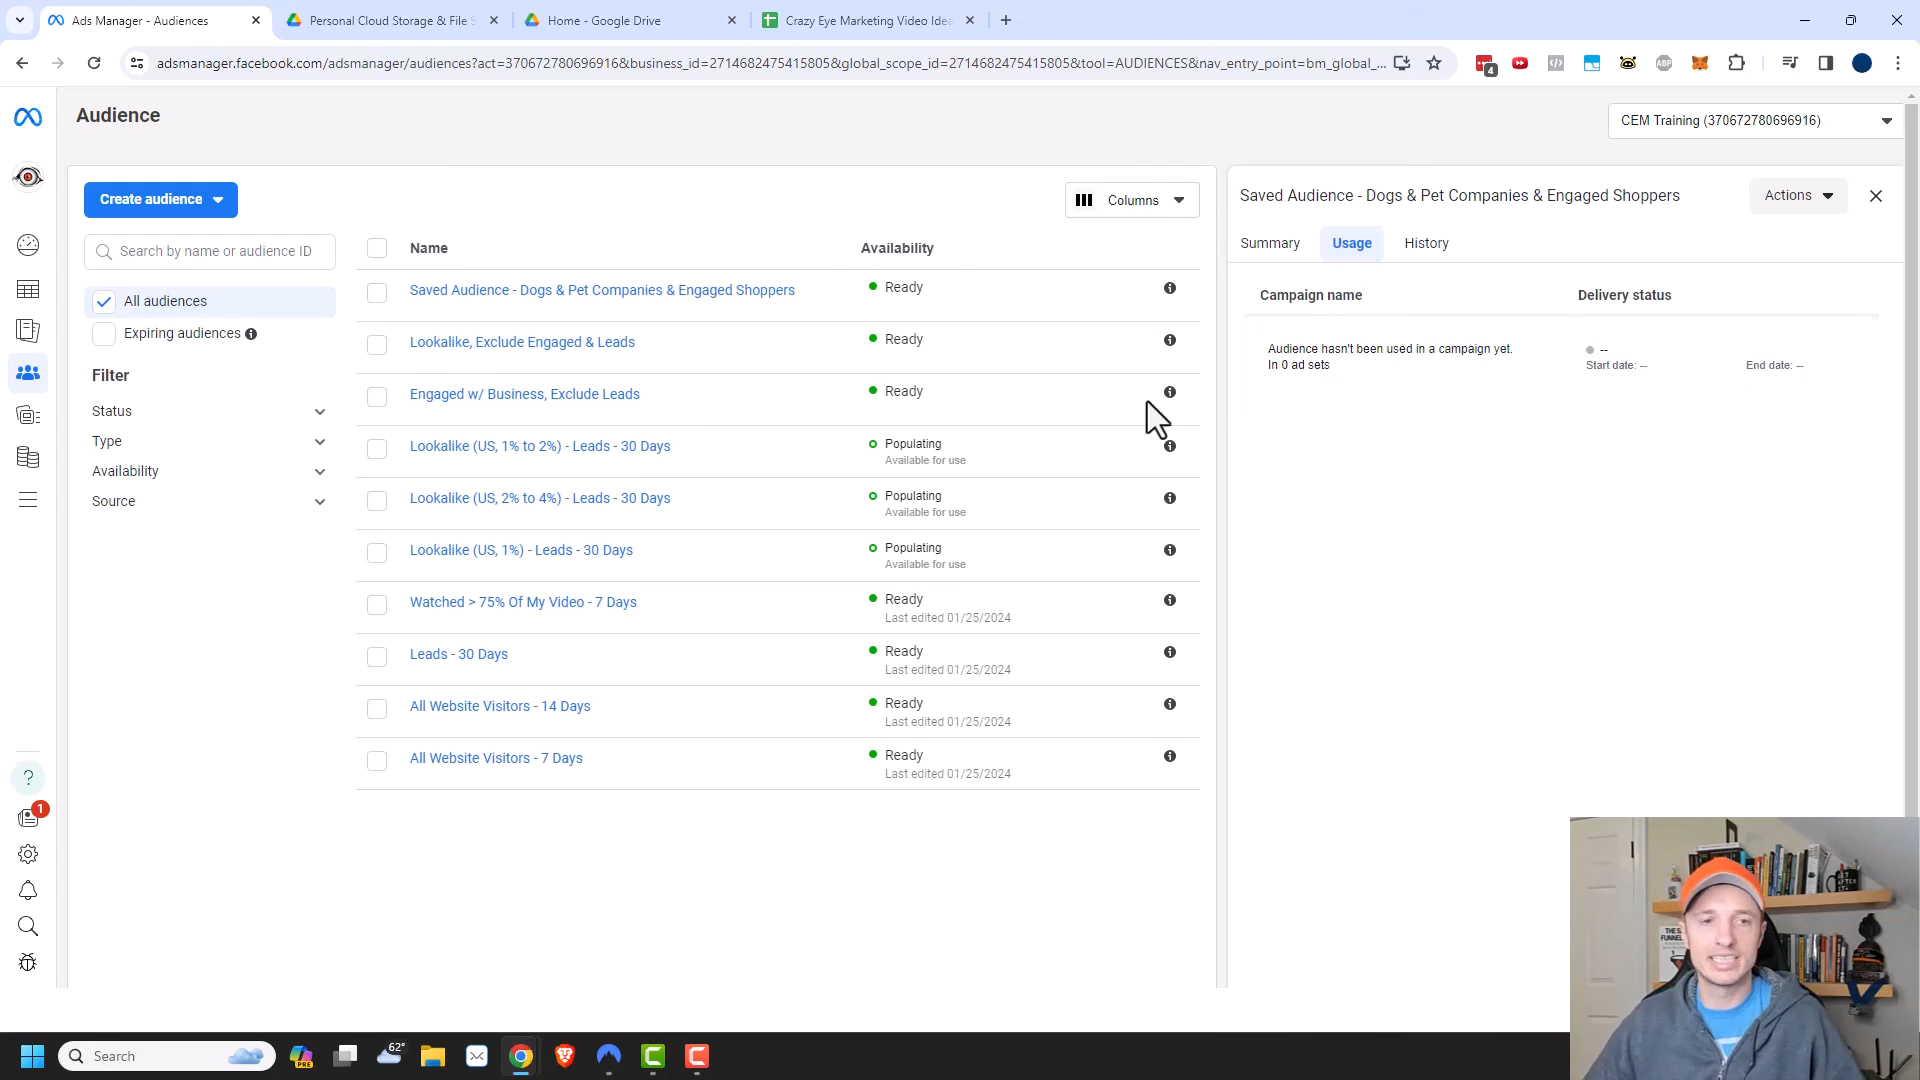 Ads Manager - Audiences
Personal Cloud Storage & File S
Home - Google Drive
Crazy Eye Marketing Video Idea
adsmanager.facebook.com/adsmanager/audiences?act=370672780696916&business_id=2714682475415805&global_scope_id=2714682475415805&tool=AUDIENCES&nav_entry_point=bm_global_...
4
ABP
Audience
CEM Training (370672780696916)
Create audience
Columns
Search by name or audience ID
All audiences
Expiring audiences
Filter
Status
Type
Availability
Source
Name
Availability
Saved Audience - Dogs & Pet Companies & Engaged Shoppers
Ready
Lookalike, Exclude Engaged & Leads
Ready
Engaged w/ Business, Exclude Leads
Ready
Lookalike (US, 1% to 2%) - Leads - 30 Days
Populating
Available for use
Lookalike (US, 2% to 4%) - Leads - 30 Days
Populating
Available for use
Lookalike (US, 1%) - Leads - 30 Days
Populating
Available for use
Watched > 75% Of My Video - 7 Days
Ready
Last edited 01/25/2024
Leads - 30 Days
Ready
Last edited 01/25/2024
All Website Visitors - 14 Days
Ready
Last edited 01/25/2024
All Website Visitors - 7 Days
Ready
Last edited 01/25/2024
Saved Audience - Dogs & Pet Companies & Engaged Shoppers
Actions
Summary
Usage
History
Campaign name
Delivery status
Audience hasn't been used in a campaign yet.
In 0 ad sets
--
Start date: --
End date: --
?
1
Search
PRE
62°